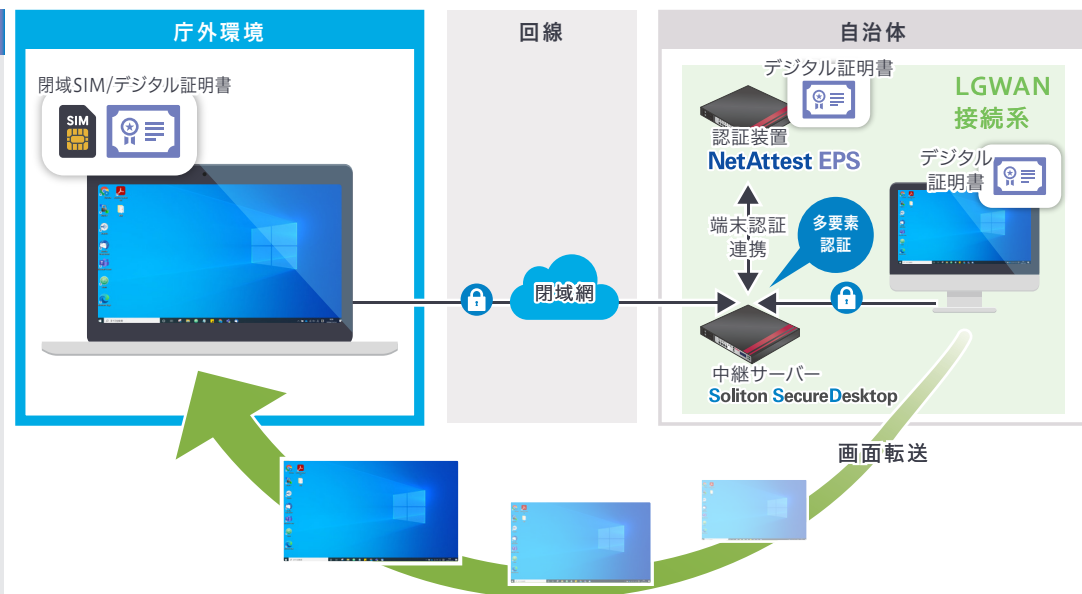 庁外環境
回線
自治体
閉域SIM/デジタル証明書
SIM
デジタル証明書
LGWAN
接続系
認証装置
NetAttest EPS
デジタル
証明書
端末認証
連携
多要素
認証
閉域網
中継サーバー
Soliton SecureDesktop
画面転送